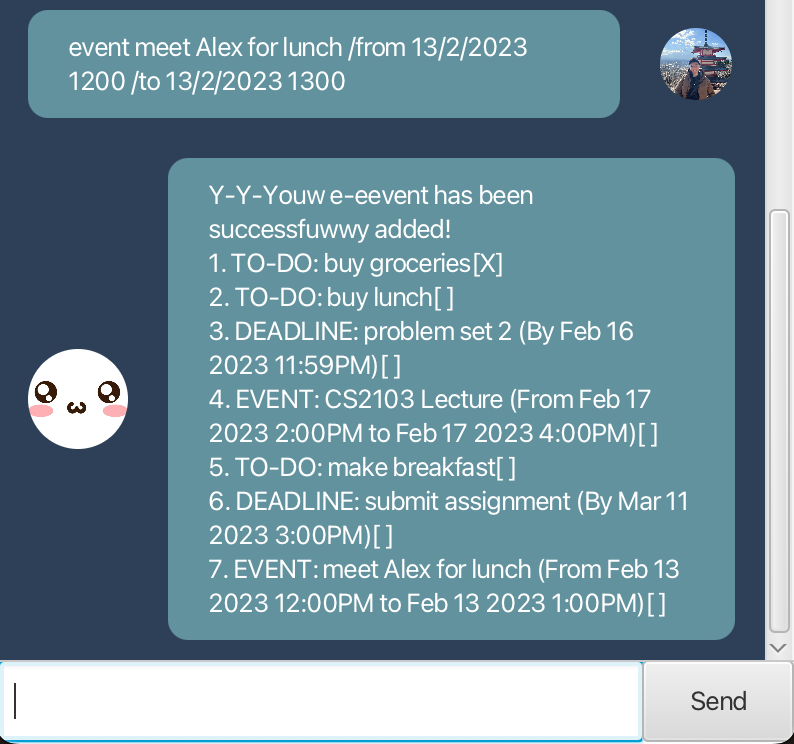 event meet Alex for lunch /from 13/2/2023
1200 /to 13/2/2023 1300
Y-Y-Youw e-eevent has been
successfuwwy added!
1. TO-DO: buy groceries[X]
2. TO-DO: buy lunch[ ]
3. DEADLINE: problem set 2 (By Feb 16
2023 11:59PM)[ ]
4. EVENT: CS2103 Lecture (From Feb 17
2023 2:00PM to Feb 17 2023 4:00PM)[ ]
5. TO-DO: make breakfast[ ]
6. DEADLINE: submit assignment (By Mar 11
2023 3:00PM)[ ]
7. EVENT: meet Alex for lunch (From Feb 13
2023 12:00PM to Feb 13 2023 1:00PM)[ ]
Send